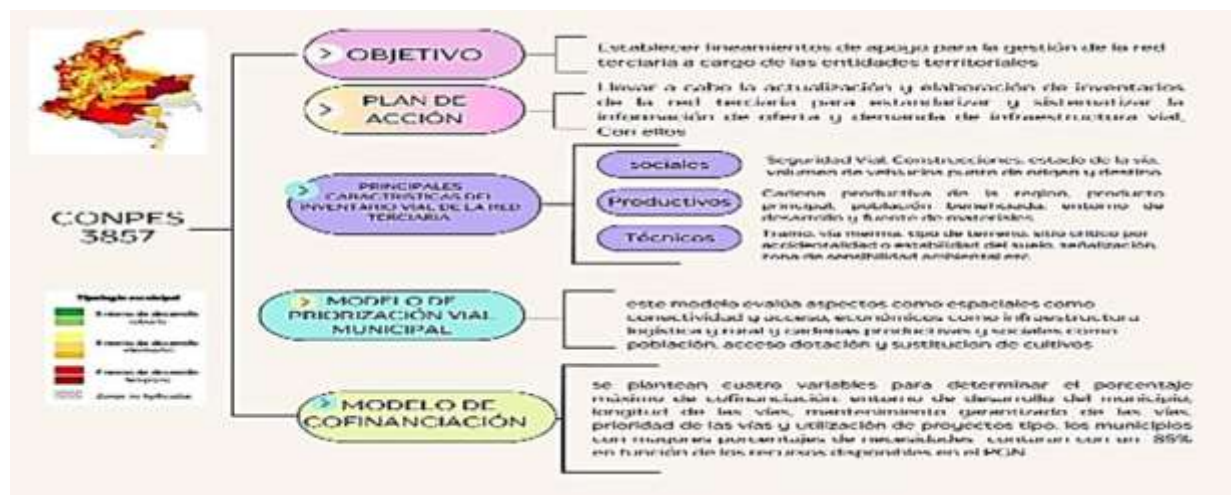 OBJETIVO
Establecer lineamientos de apoyo para la gestión de la red
terciaria a cargo de las entidades territoriales
PLAN DE
ACCIÓN
Llevar a cabo la actualización y elaboración de inventarios
de la red terciaria para estandarizar y sistematizar la
información de oferta y demanda de infraestructura vial,
Con ellos
CONPES
3857
PRINCIPALES
CARACTRISTICAS DEL
INVENTARIO VIAL DE LA RED
TERCIARIA
sociales
Seguridad Vial, Construcciones, estado de la vía,
volumen de vehiculos punto de origen y destino
Productivos
Cadena productiva de la region, producto
principal, población beneficiada, entorno de
desarrollo y fuente de materiales
Técnicos
Tramo, vía tipo de terreno, sitio critico por
accidentalidad o estabilidad del suelo, señalización,
zona de sensibilidad ambiental etc
MODELO DE
PRIORIZACIÓN VIAL
MUNICIPAL
este modelo evalúa aspectos como espaciales como
conectividad y acceso, económicos como infraestructura
logística y rural y cadenas productivas y sociales como
población, acceso dotación y sustitucion de cultivos
MODELO DE
COFINANCIACIÓN
se plantean cuatro variables para determinar el porcentaje
máximo de cofinanciación: entorno de desarrollo del municipio,
longitud de las vías, mantenimiento garantizado de las vías,
prioridad de las vías y utilización de proyectos tipo. los municipios
con mayores porcentajes de necesidades contaran con un 85%
en función de los recursos disponibles en el PGN
Tipología municipal